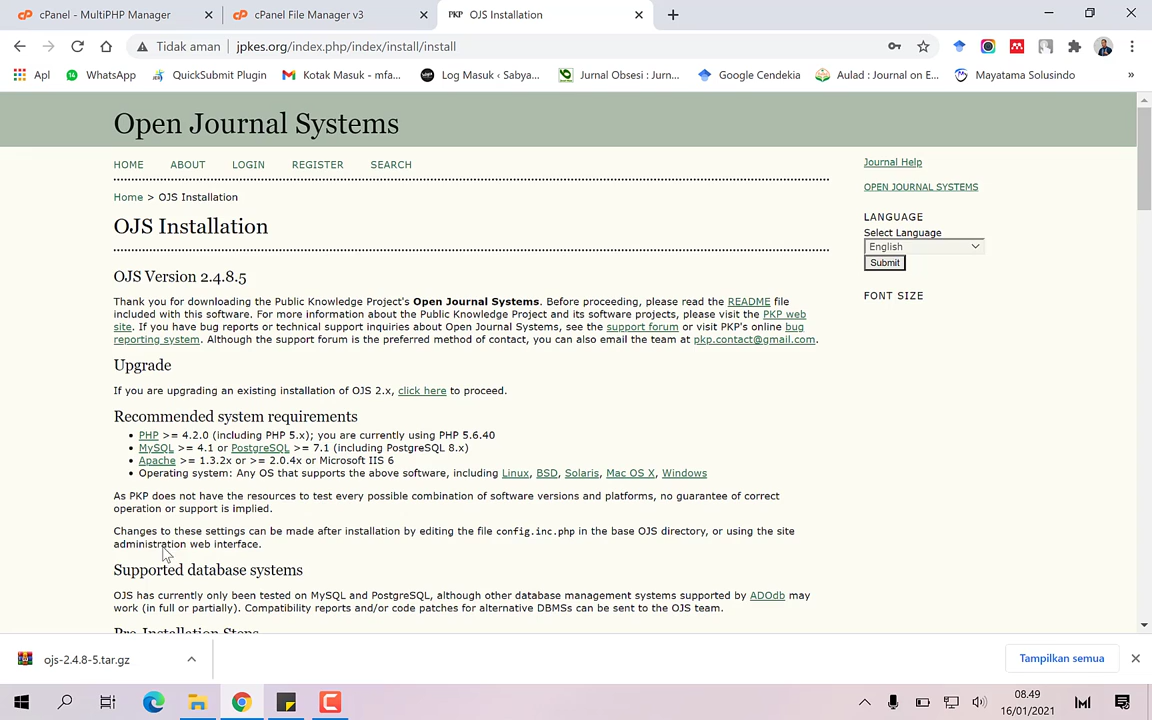 cPanel - MultiPHP Manager
cPanel File Manager v3
PKP OJS Installation
Tidak aman
jpkes.org/index.php/index/install/install
Apl
WhatsApp
QuickSubmit Plugin
Kotak Masuk - mfa...
Log Masuk ‹ Sabya...
Jurnal Obsesi : Jurn...
Google Cendekia
Aulad : Journal on E...
Mayatama Solusindo
»
Open Journal Systems
HOME ABOUT LOGIN REGISTER SEARCH
Home > OJS Installation
OJS Installation
OJS Version 2.4.8.5
Thank you for downloading the Public Knowledge Project's Open Journal Systems. Before proceeding, please read the README file
included with this software. For more information about the Public Knowledge Project and its software projects, please visit the PKP web
site. If you have bug reports or technical support inquiries about Open Journal Systems, see the support forum or visit PKP's online bug
reporting system. Although the support forum is the preferred method of contact, you can also email the team at pkp.contact@gmail.com.
Upgrade
If you are upgrading an existing installation of OJS 2.x, click here to proceed.
Recommended system requirements
• PHP >= 4.2.0 (including PHP 5.x); you are currently using PHP 5.6.40
• MySQL >= 4.1 or PostgreSQL >= 7.1 (including PostgreSQL 8.x)
• Apache >= 1.3.2x or >= 2.0.4x or Microsoft IIS 6
• Operating system: Any OS that supports the above software, including Linux, BSD, Solaris, Mac OS X, Windows
As PKP does not have the resources to test every possible combination of software versions and platforms, no guarantee of correct
operation or support is implied.
Changes to these settings can be made after installation by editing the file config.inc.php in the base OJS directory, or using the site
administration web interface.
Supported database systems
OJS has currently only been tested on MySQL and PostgreSQL, although other database management systems supported by ADOdb may
work (in full or partially). Compatibility reports and/or code patches for alternative DBMSs can be sent to the OJS team.
Pre-Installation Steps
Journal Help
OPEN JOURNAL SYSTEMS
LANGUAGE
Select Language
English
Submit
FONT SIZE
ojs-2.4.8-5.tar.gz
Tampilkan semua
08.49
16/01/2021